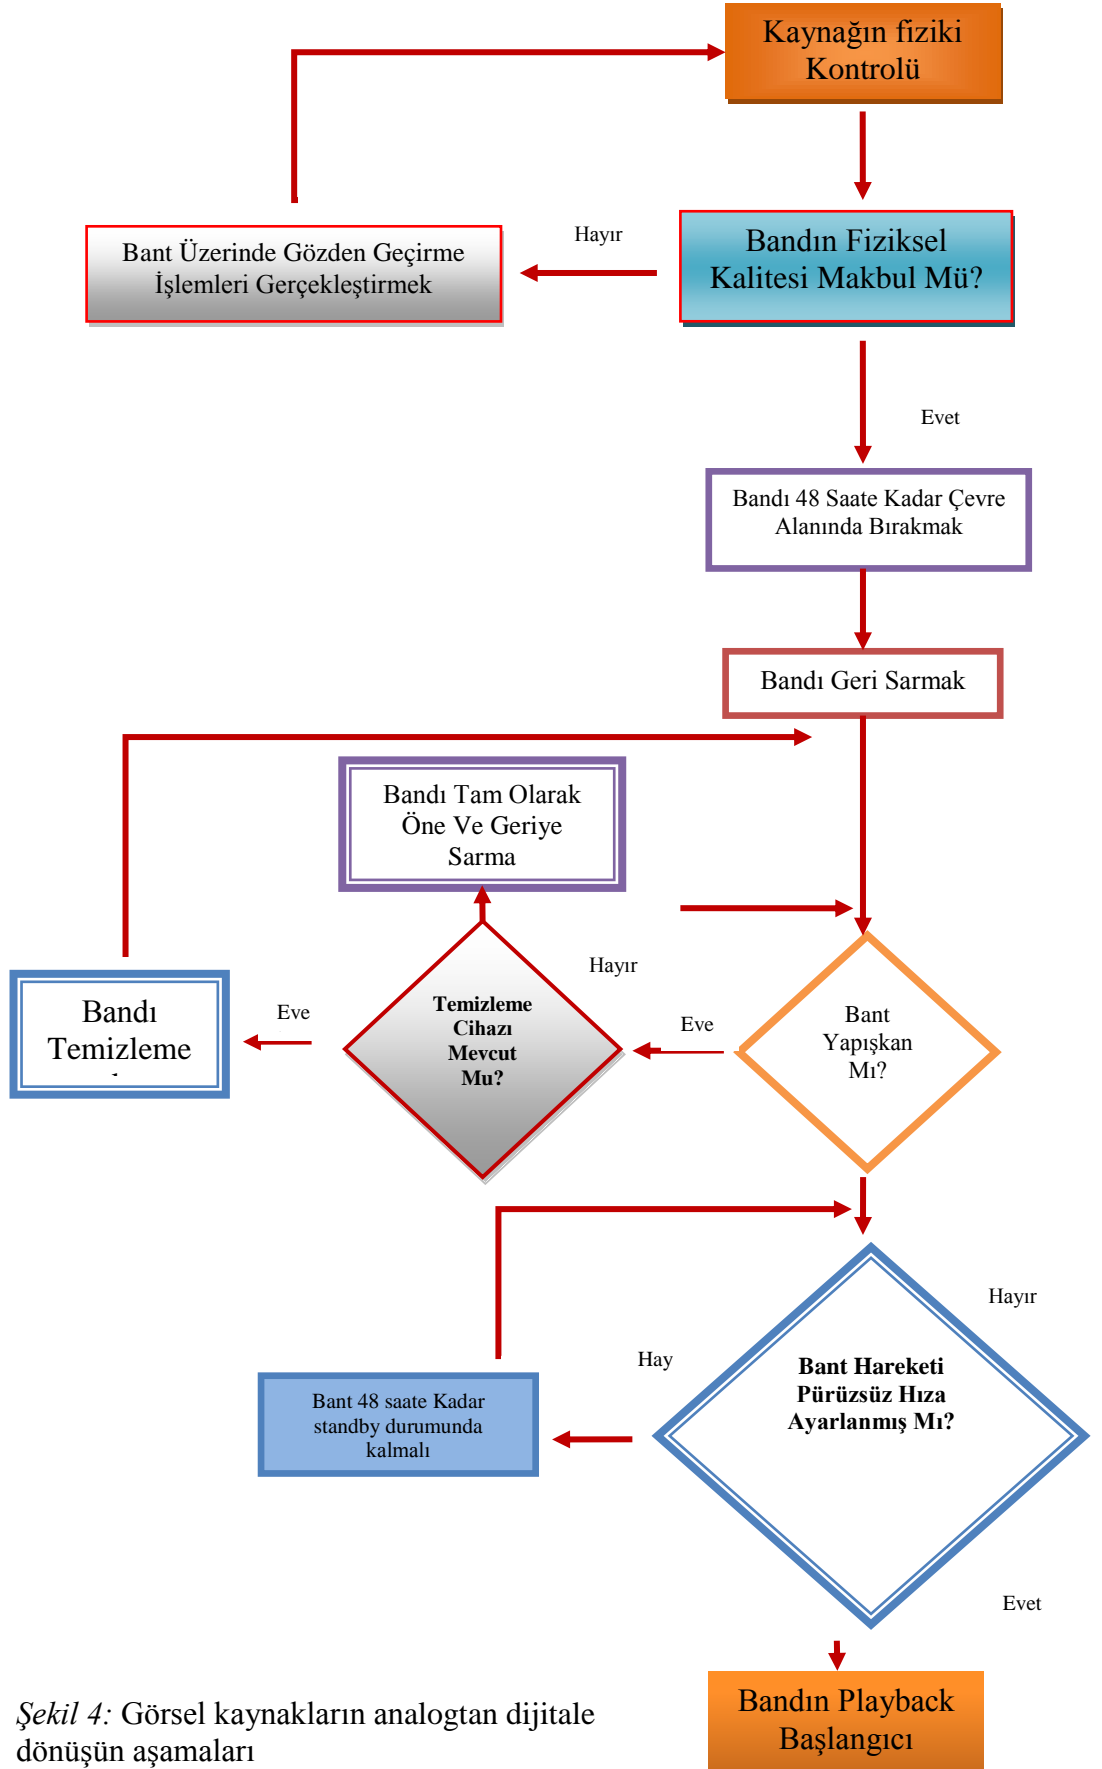 Kaynağın fiziki
Kontrolü
Hayır
Bandın Fiziksel
Kalitesi Makbul Mü?
Bant Üzerinde Gözden Geçirme
İşlemleri Gerçekleştirmek
Evet
Bandı 48 Saate Kadar Çevre
Alanında Bırakmak
Bandı Geri Sarmak
Bandı Tam Olarak
Öne Ve Geriye
Sarma
Hayır
Bandı
Temizleme
Eve
Temizleme
Cihazı
Mevcut
Mu?
Eve
Bant
Yapışkan
Mı?
Hayır
Hay
Bant Hareketi
Pürüzsüz Hıza
Ayarlanmış Mı?
Bant 48 saate Kadar
standby durumunda
kalmalı
Evet
Bandın Playback
Başlangıcı
Şekil 4: Görsel kaynakların analogtan dijitale
dönüşün aşamaları